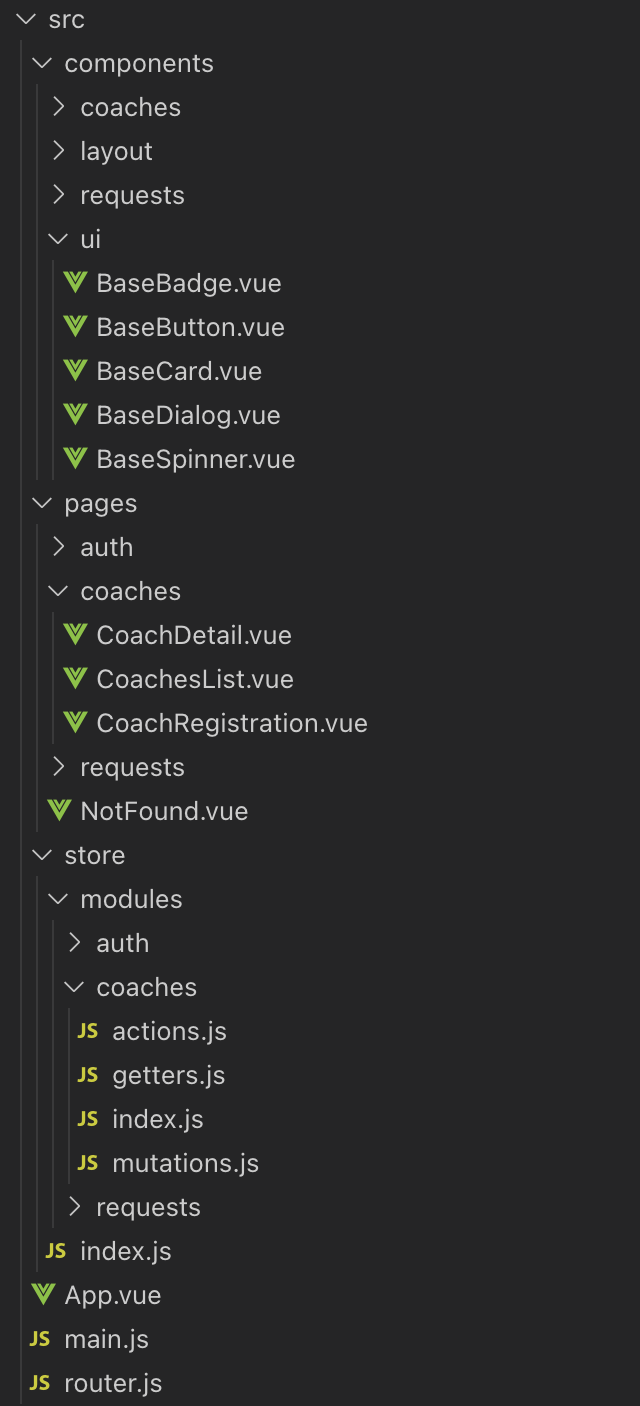 src
components
coaches
layout
requests
ui
BaseBadge.vue
BaseButton.vue
BaseCard.vue
BaseDialog.vue
BaseSpinner.vue
pages
auth
coaches
CoachDetail.vue
CoachesList.vue
CoachRegistration.vue
requests
NotFound.vue
store
modules
auth
coaches
JS actions.js
JS getters.js
JS index.js
JS mutations.js
requests
JS index.js
App.vue
JS main.js
JS router.js